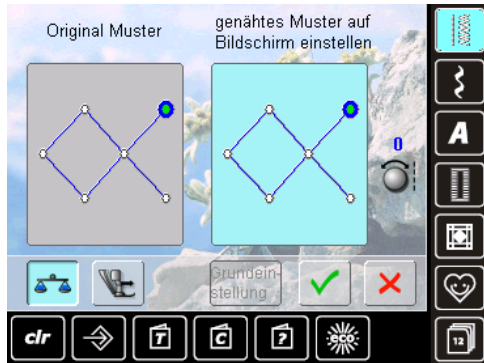 Original Muster
genähtes Muster auf
Bildschirm einstellen
0
A
Grundein-
stellung
clr
T
C
?
eco
12